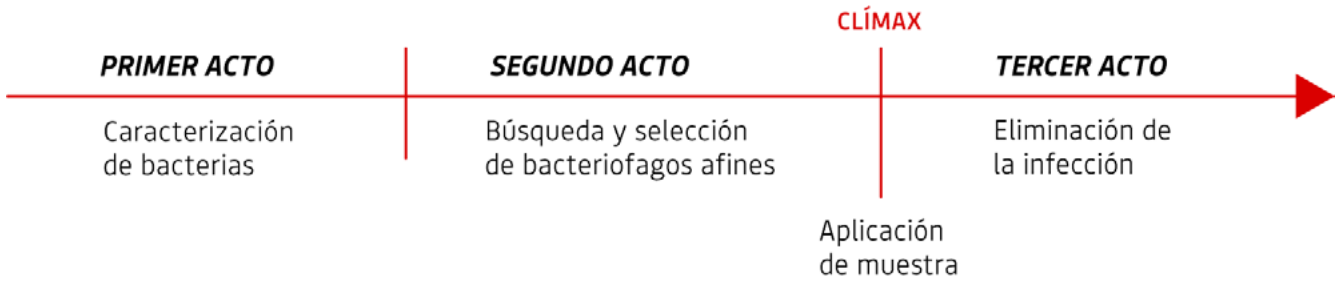 CLÍMAX
PRIMER ACTO
SEGUNDO ACTO
TERCER ACTO
Caracterización
de bacterias
Búsqueda y selección
de bacteriofagos afines
Eliminación de
la infección
Aplicación
de muestra